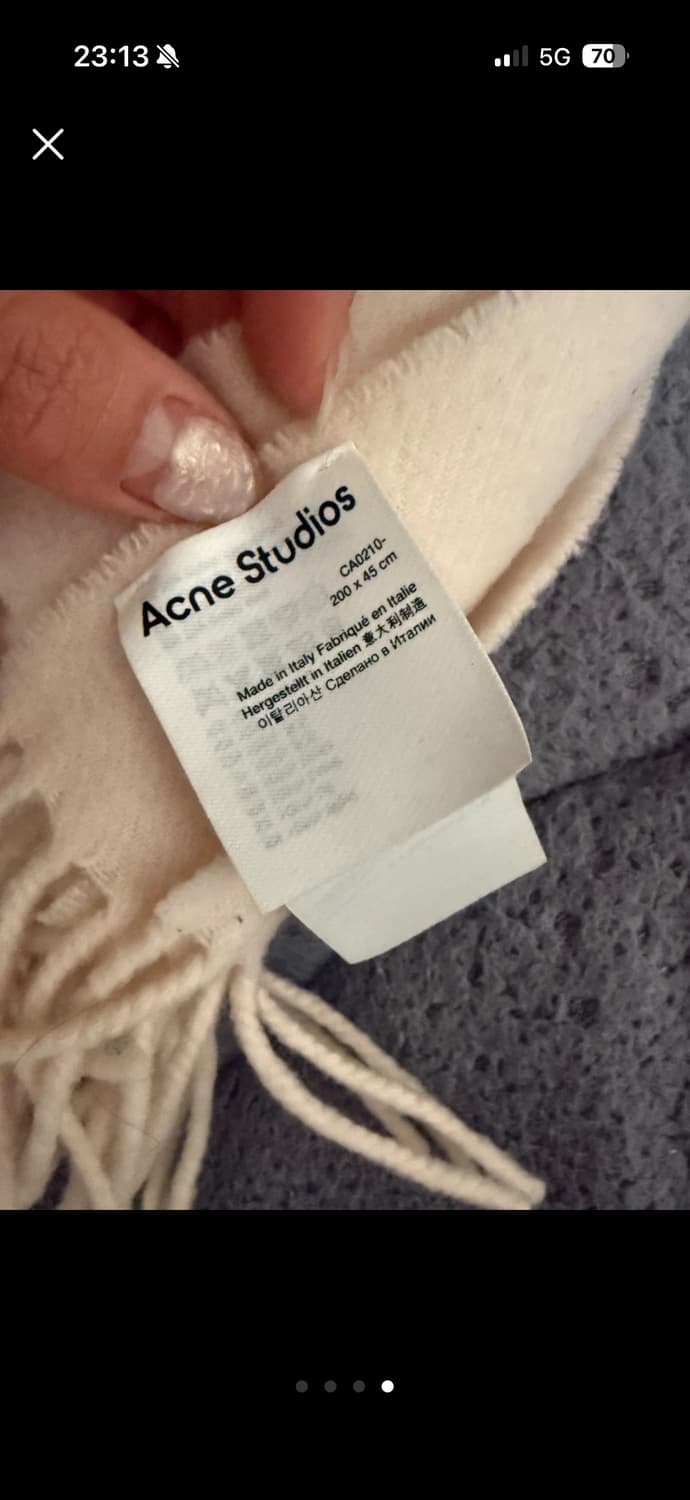 23:13
5G
70
Acne Studios
CA0210-
200 x 45 cm
Made in Italy Fabriqué en Italie
Hergestellt in Italien 意大利制造
이탈리아산 Сделано в Италии